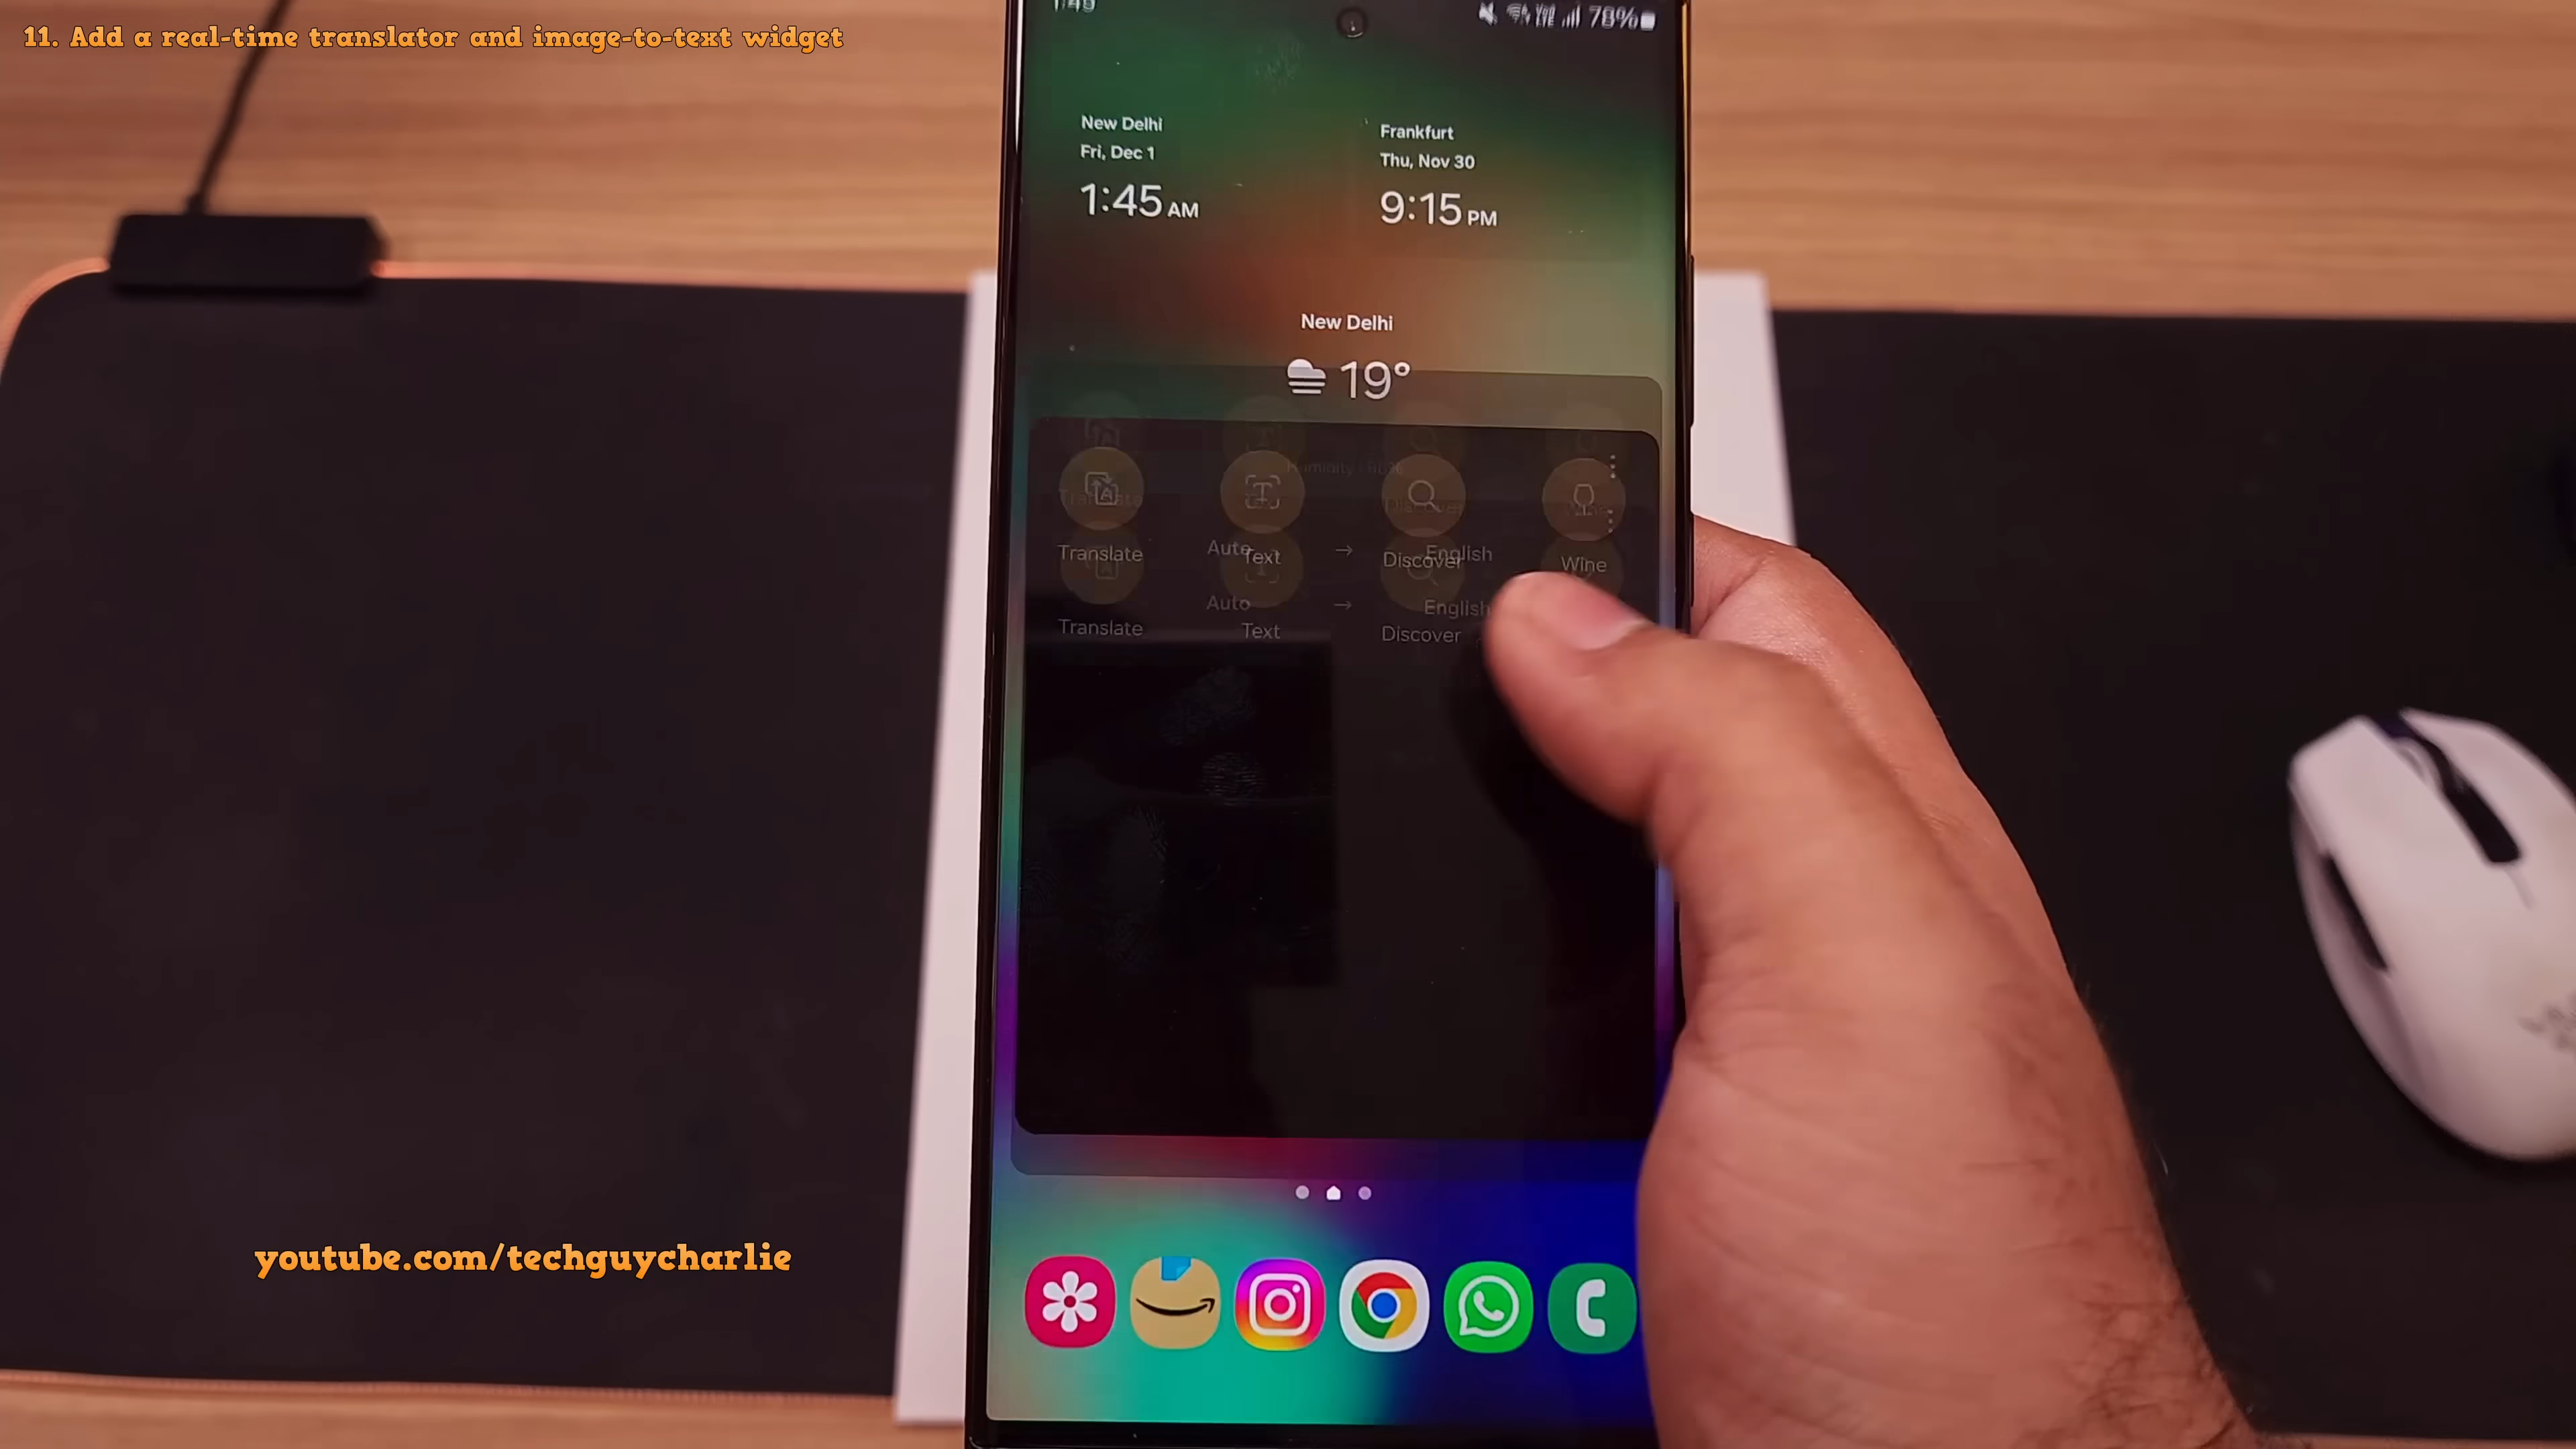 11. Add a real-time translator and image-to-text widget
78%
New Delhi
Fri, Dec 1
1:45 AM
Frankfurt
Thu, Nov 30
9:15 PM
New Delhi
19°
Translate
Text
Discover
Wine
Auto → English
Auto → English
Translate
Text
Discover
youtube.com/techguycharlie